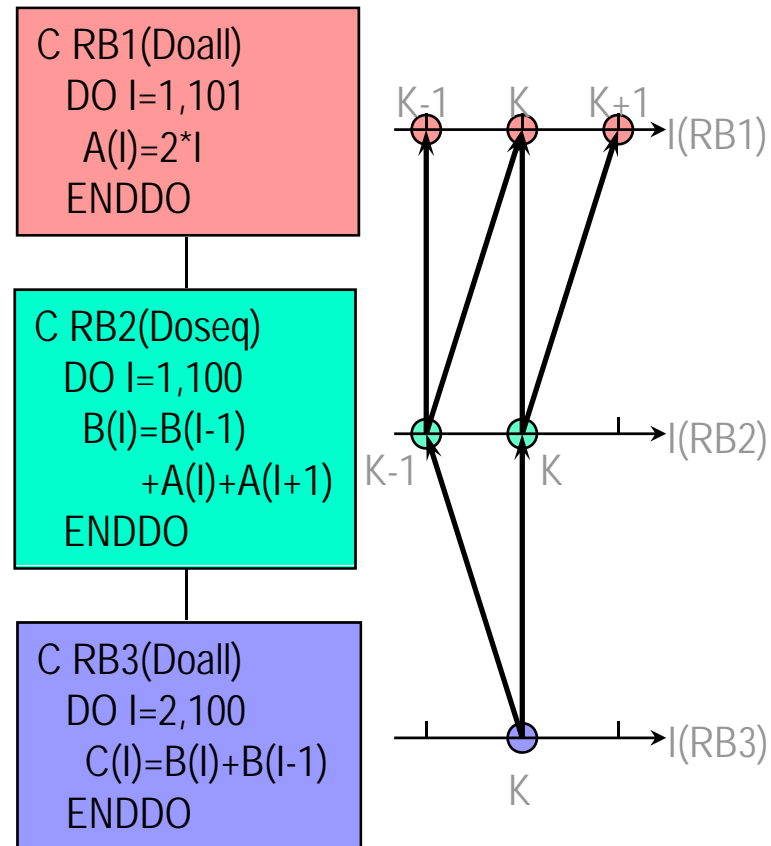 C RB1(Doall)
DO I=1,101
A(I)=2*I
ENDDO
C RB2(Doseq)
DO I=1,100
B(I)=B(I-1)
+A(I)+A(I+1)
ENDDO
C RB3(Doall)
DO I=2,100
C(I)=B(I)+B(I-1)
ENDDO
K-1 K K+1
I(RB1)
I(RB2)
K-1 K
I(RB3)
K